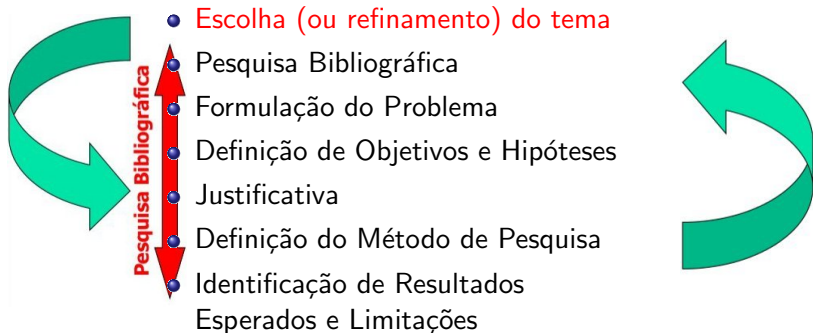 Escolha (ou refinamento) do tema
Pesquisa Bibliográfica
Formulação do Problema
Definição de Objetivos e Hipóteses
Justificativa
Definição do Método de Pesquisa
Identificação de Resultados
Esperados e Limitações
Pesquisa Bibliográfica